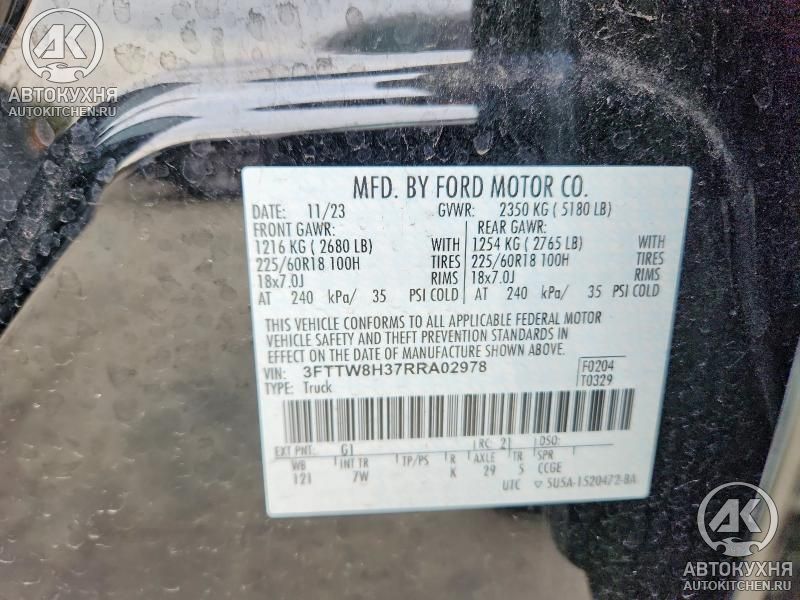 АК
АВТОКУХНЯ
AUTOKITCHEN.RU
MFD. BY FORD MOTOR CO.
DATE: 11/23 GVWR: 2350 KG ( 5180 LB)
FRONT GAWR: REAR GAWR:
1216 KG ( 2680 LB) WITH 1254 KG ( 2765 LB) WITH
225/60R18 100H TIRES 225/60R18 100H TIRES
18x7.0J RIMS 18x7.0J RIMS
AT 240 kPa/ 35 PSI COLD AT 240 kPa/ 35 PSI COLD
THIS VEHICLE CONFORMS TO ALL APPLICABLE FEDERAL MOTOR
VEHICLE SAFETY AND THEFT PREVENTION STANDARDS IN
EFFECT ON THE DATE OF MANUFACTURE SHOWN ABOVE.
VIN: 3FTTW8H37RRA02978 F0204
TYPE: Truck T0329
EXT PNT: G1 RC: 21 DSO:
WB INT TR TP/PS R AXLE TR SPR
121 7W K 29 5 CCGE
UTC ▽ 5U5A-1520472-BA
АК
АВТОКУХНЯ
AUTOKITCHEN.RU